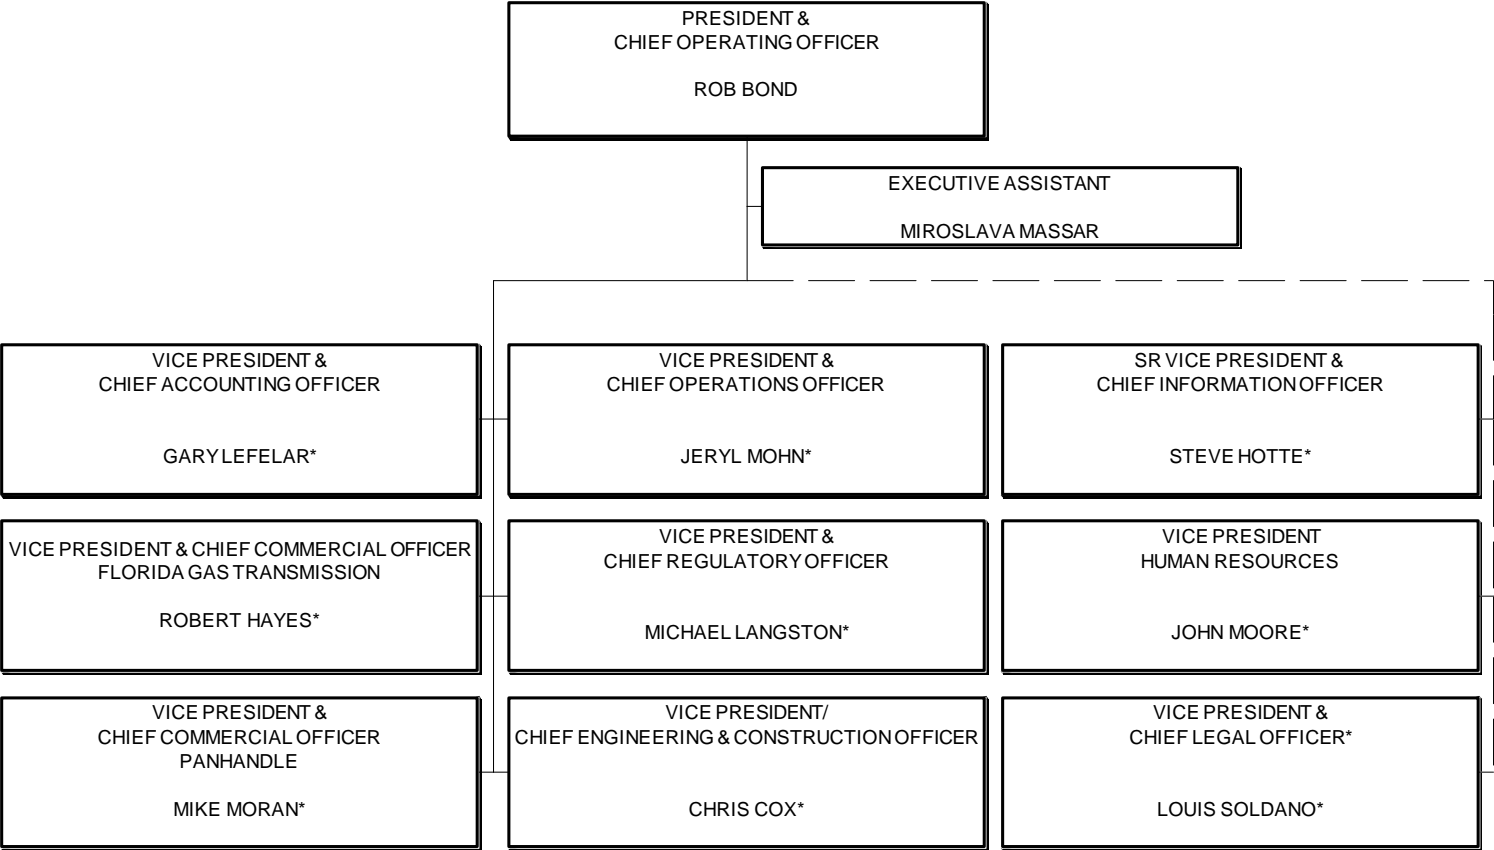 PRESIDENT &
CHIEF OPERATING OFFICER
ROB BOND
EXECUTIVE ASSISTANT
MIROSLAVA MASSAR
VICE PRESIDENT &
CHIEF ACCOUNTING OFFICER
GARY LEFELAR*
VICE PRESIDENT &
CHIEF OPERATIONS OFFICER
JERYL MOHN*
SR VICE PRESIDENT &
CHIEF INFORMATION OFFICER
STEVE HOTTE*
VICE PRESIDENT & CHIEF COMMERCIAL OFFICER
FLORIDA GAS TRANSMISSION
ROBERT HAYES*
VICE PRESIDENT &
CHIEF REGULATORY OFFICER
MICHAEL LANGSTON*
VICE PRESIDENT
HUMAN RESOURCES
JOHN MOORE*
VICE PRESIDENT &
CHIEF COMMERCIAL OFFICER
PANHANDLE
MIKE MORAN*
VICE PRESIDENT/
CHIEF ENGINEERING & CONSTRUCTION OFFICER
CHRIS COX*
VICE PRESIDENT &
CHIEF LEGAL OFFICER*
LOUIS SOLDANO*